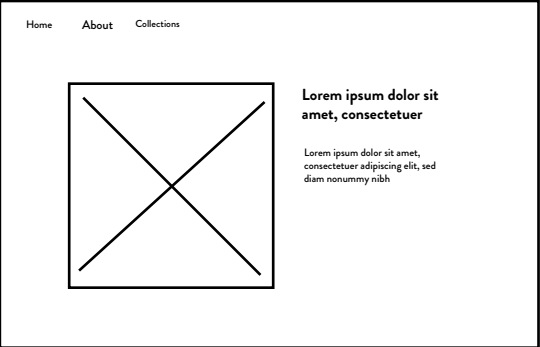 Home About Collections
Lorem ipsum dolor sit
amet, consectetuer
Lorem ipsum dolor sit amet,
consectetuer adipiscing elit, sed
diam nonummy nibh